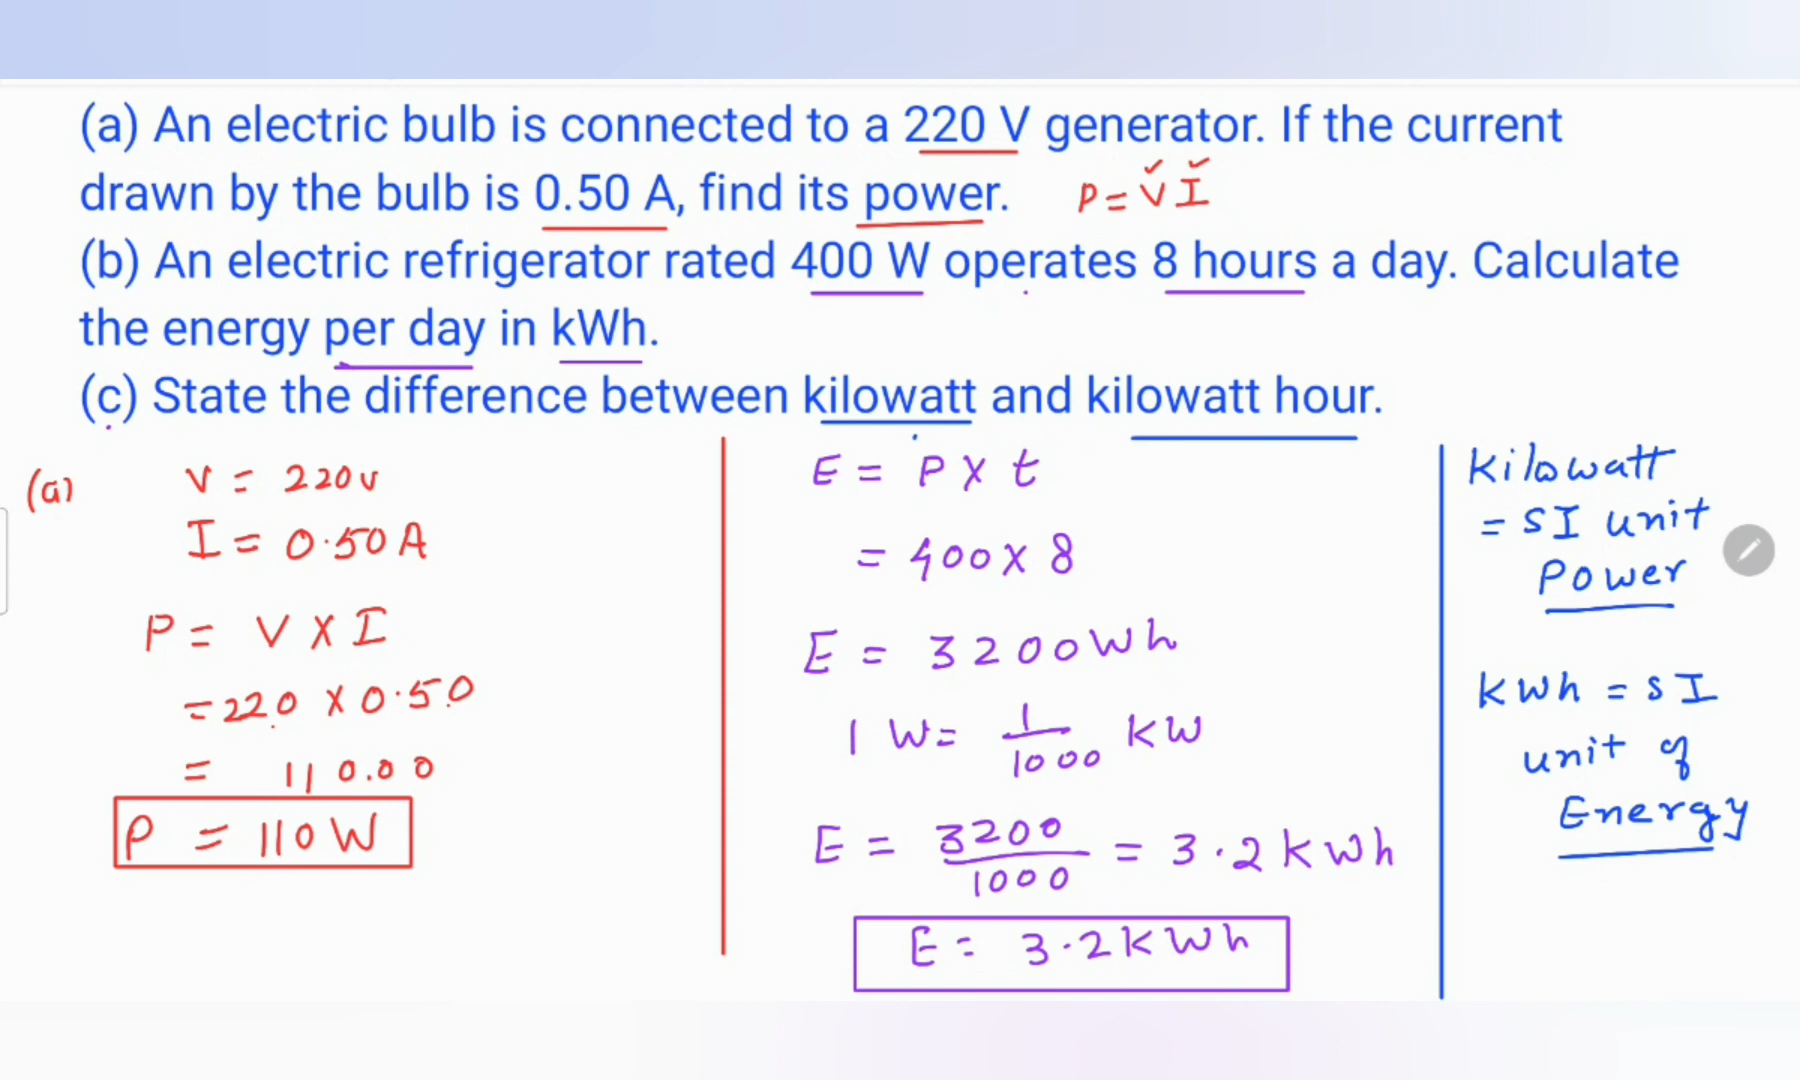 (a) An electric bulb is connected to a 220 V generator. If the current
drawn by the bulb is 0.50 A, find its power. P = V I
(b) An electric refrigerator rated 400 W operates 8 hours a day. Calculate
the energy per day in kWh.
(c) State the difference between kilowatt and kilowatt hour.
(a) V = 220v
I = 0.50 A
P = V X I
= 220 X 0.50
= 110.00
P = 110 W
E = P X t
= 400 X 8
E = 3200 Wh
1 W = 1/1000 KW
E = 3200/1000 = 3.2 kWh
E = 3.2 KWh
Kilowatt
= SI unit
Power
KWh = SI
unit of
Energy